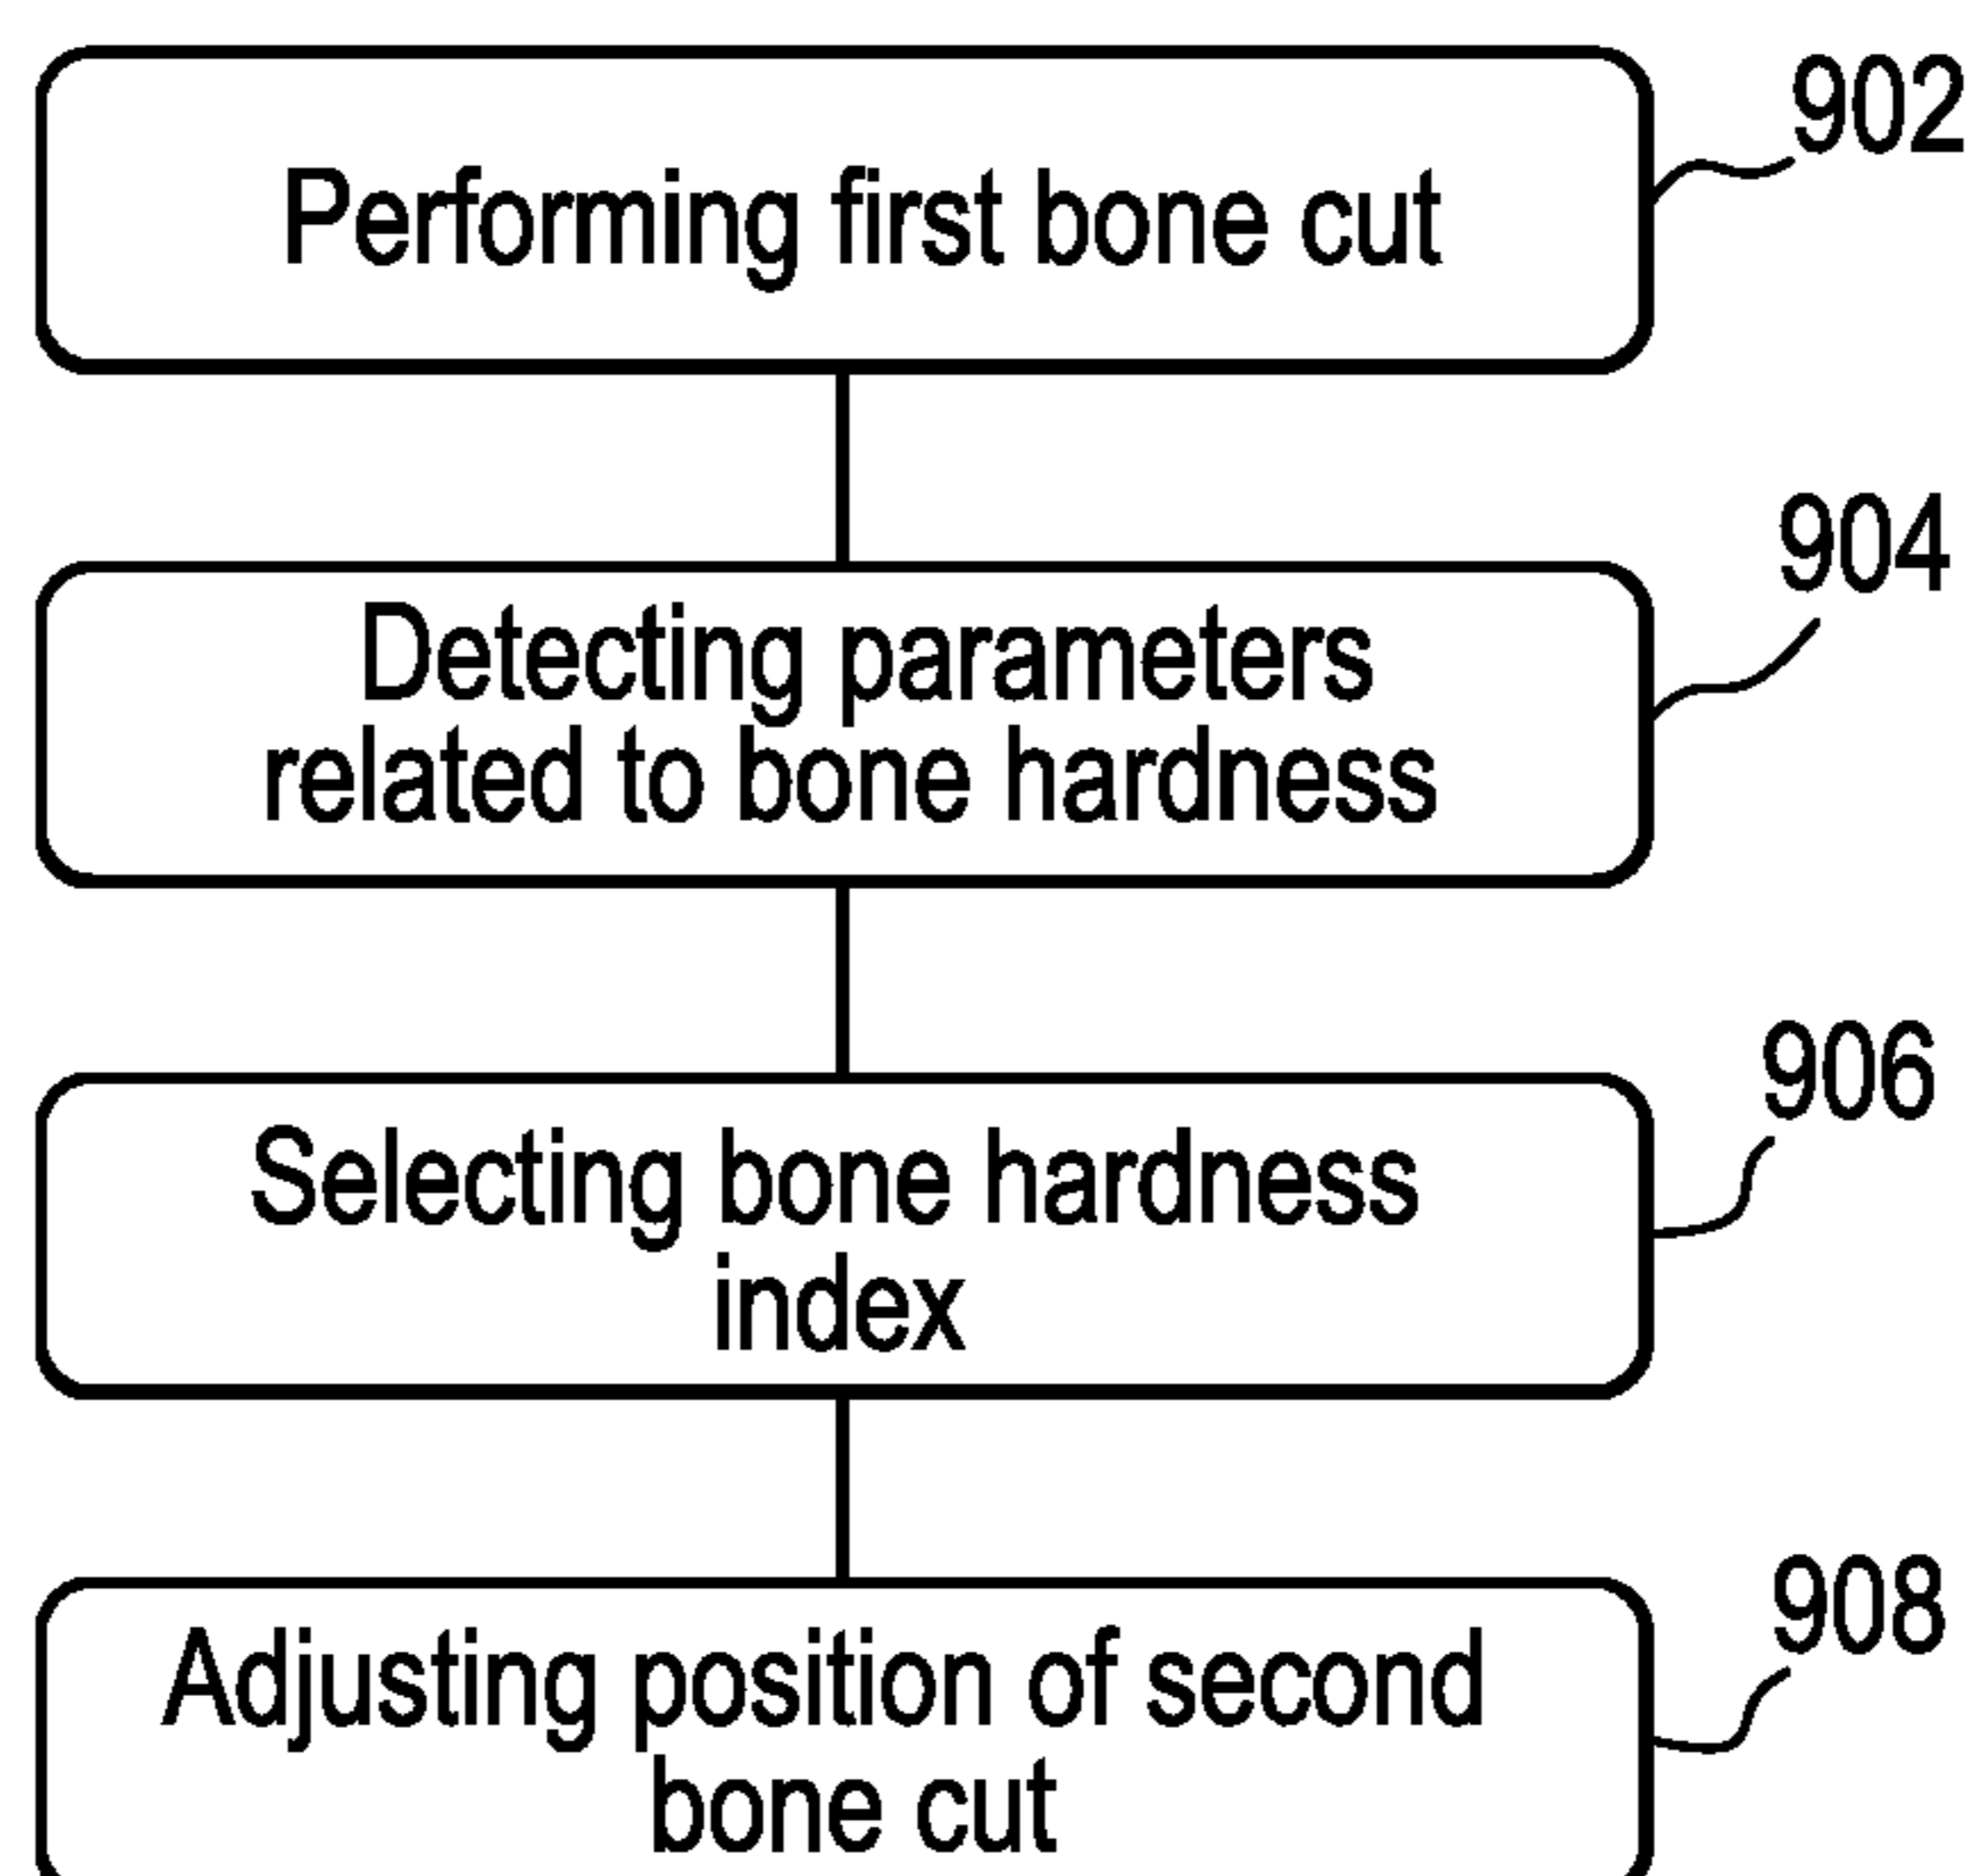 902
Performing first bone cut
904
Detecting parameters
related to bone hardness
906
Selecting bone hardness
index
908
Adjusting position of second
bone cut